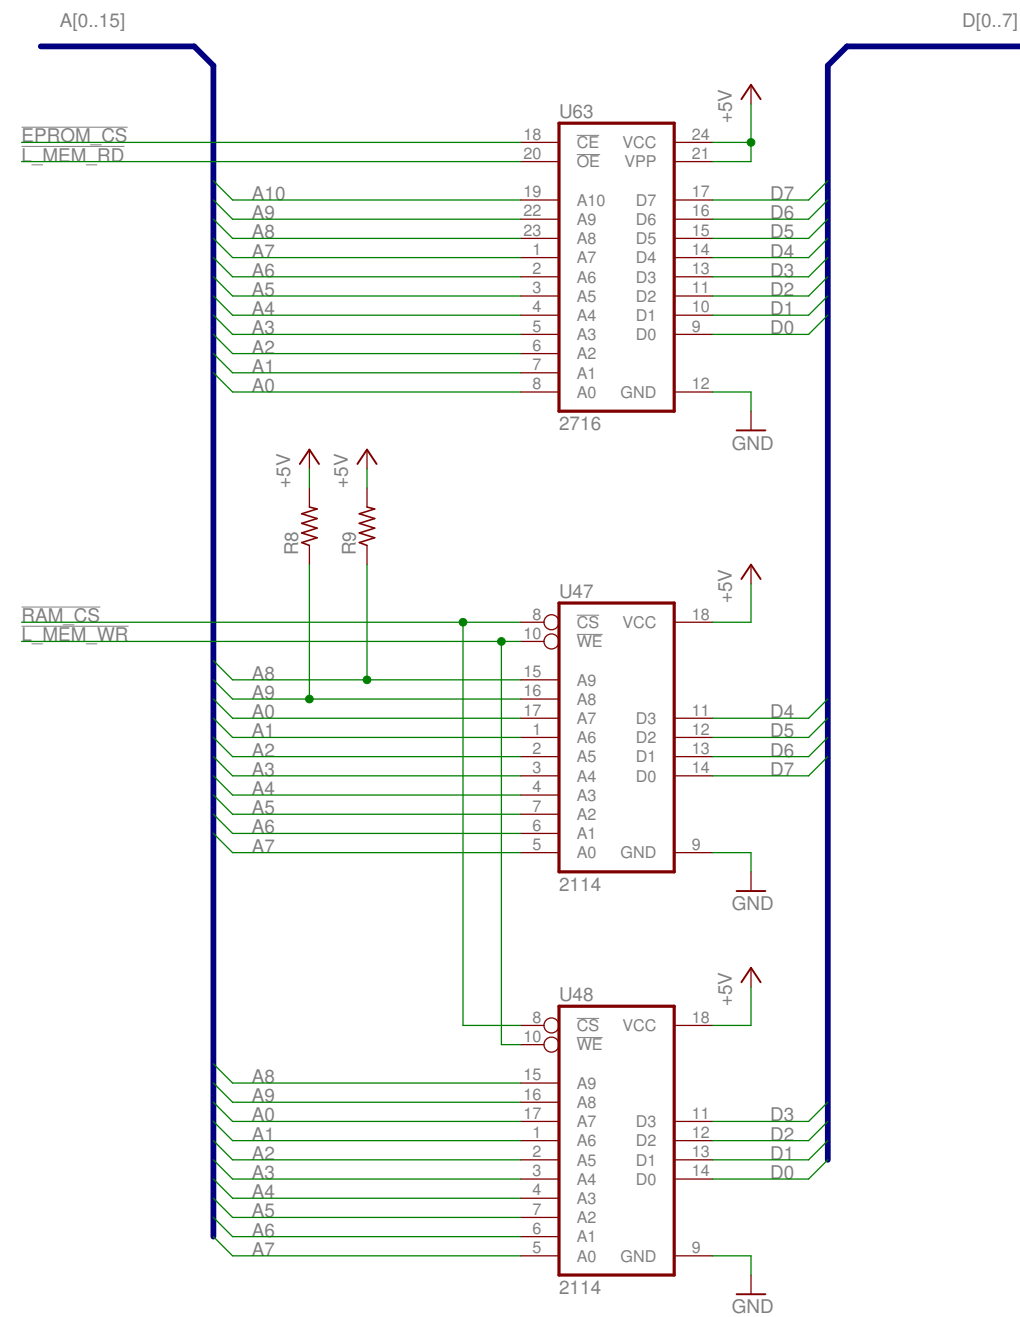 A[0..15] D[0..7]
+5V
U63
EPROM_CS 18 CE VCC 24
L_MEM_RD 20 OE VPP 21
A10 19 A10 D7 17 D7
A9 22 A9 D6 16 D6
A8 23 A8 D5 15 D5
A7 1 A7 D4 14 D4
A6 2 A6 D3 13 D3
A5 3 A5 D2 11 D2
A4 4 A4 D1 10 D1
A3 5 A3 D0 9 D0
A2 6 A2
A1 7 A1
A0 8 A0 GND 12
2716
GND
+5V +5V
R8 R9
+5V
U47
RAM_CS 8 CS VCC 18
L_MEM_WR 10 WE
A8 15 A9
A9 16 A8
A0 17 A7 D3 11 D4
A1 1 A6 D2 12 D5
A2 2 A5 D1 13 D6
A3 3 A4 D0 14 D7
A4 4 A3
A5 7 A2
A6 6 A1
A7 5 A0 GND 9
2114
GND
+5V
U48
8 CS VCC 18
10 WE
A8 15 A9
A9 16 A8
A0 17 A7 D3 11 D3
A1 1 A6 D2 12 D2
A2 2 A5 D1 13 D1
A3 3 A4 D0 14 D0
A4 4 A3
A5 7 A2
A6 6 A1
A7 5 A0 GND 9
2114
GND